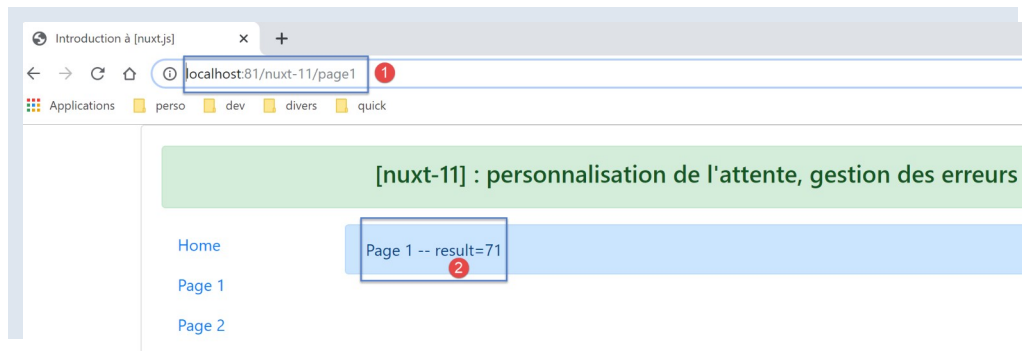 Introduction à [nuxt.js]
localhost:81/nuxt-11/page1 1
Applications perso dev divers quick
[nuxt-11] : personnalisation de l'attente, gestion des erreurs
Home
Page 1 -- result=71
2
Page 1
Page 2